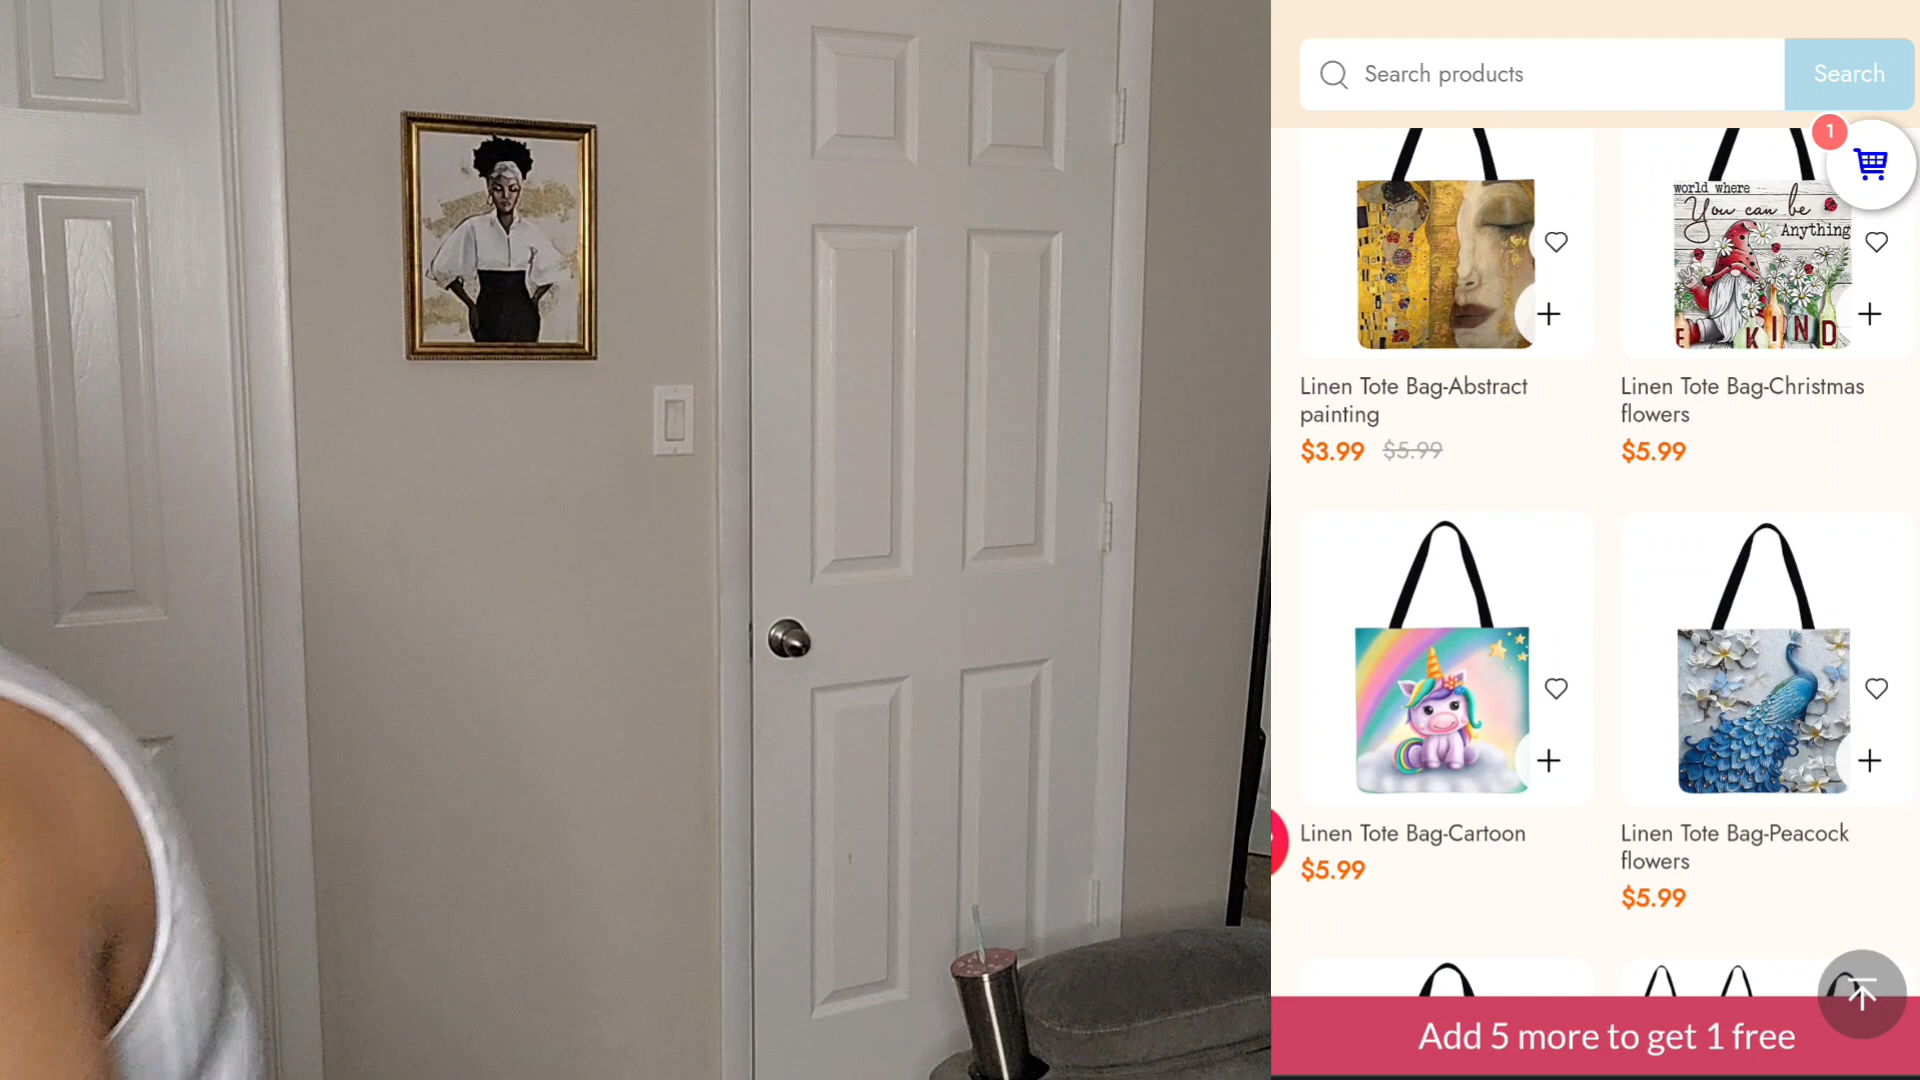 Search products
Search
1
world where
You can be
Anything
KIND
Linen Tote Bag-Abstract
painting
$3.99 $5.99
Linen Tote Bag-Christmas
flowers
$5.99
Linen Tote Bag-Cartoon
$5.99
Linen Tote Bag-Peacock
flowers
$5.99
Add 5 more to get 1 free